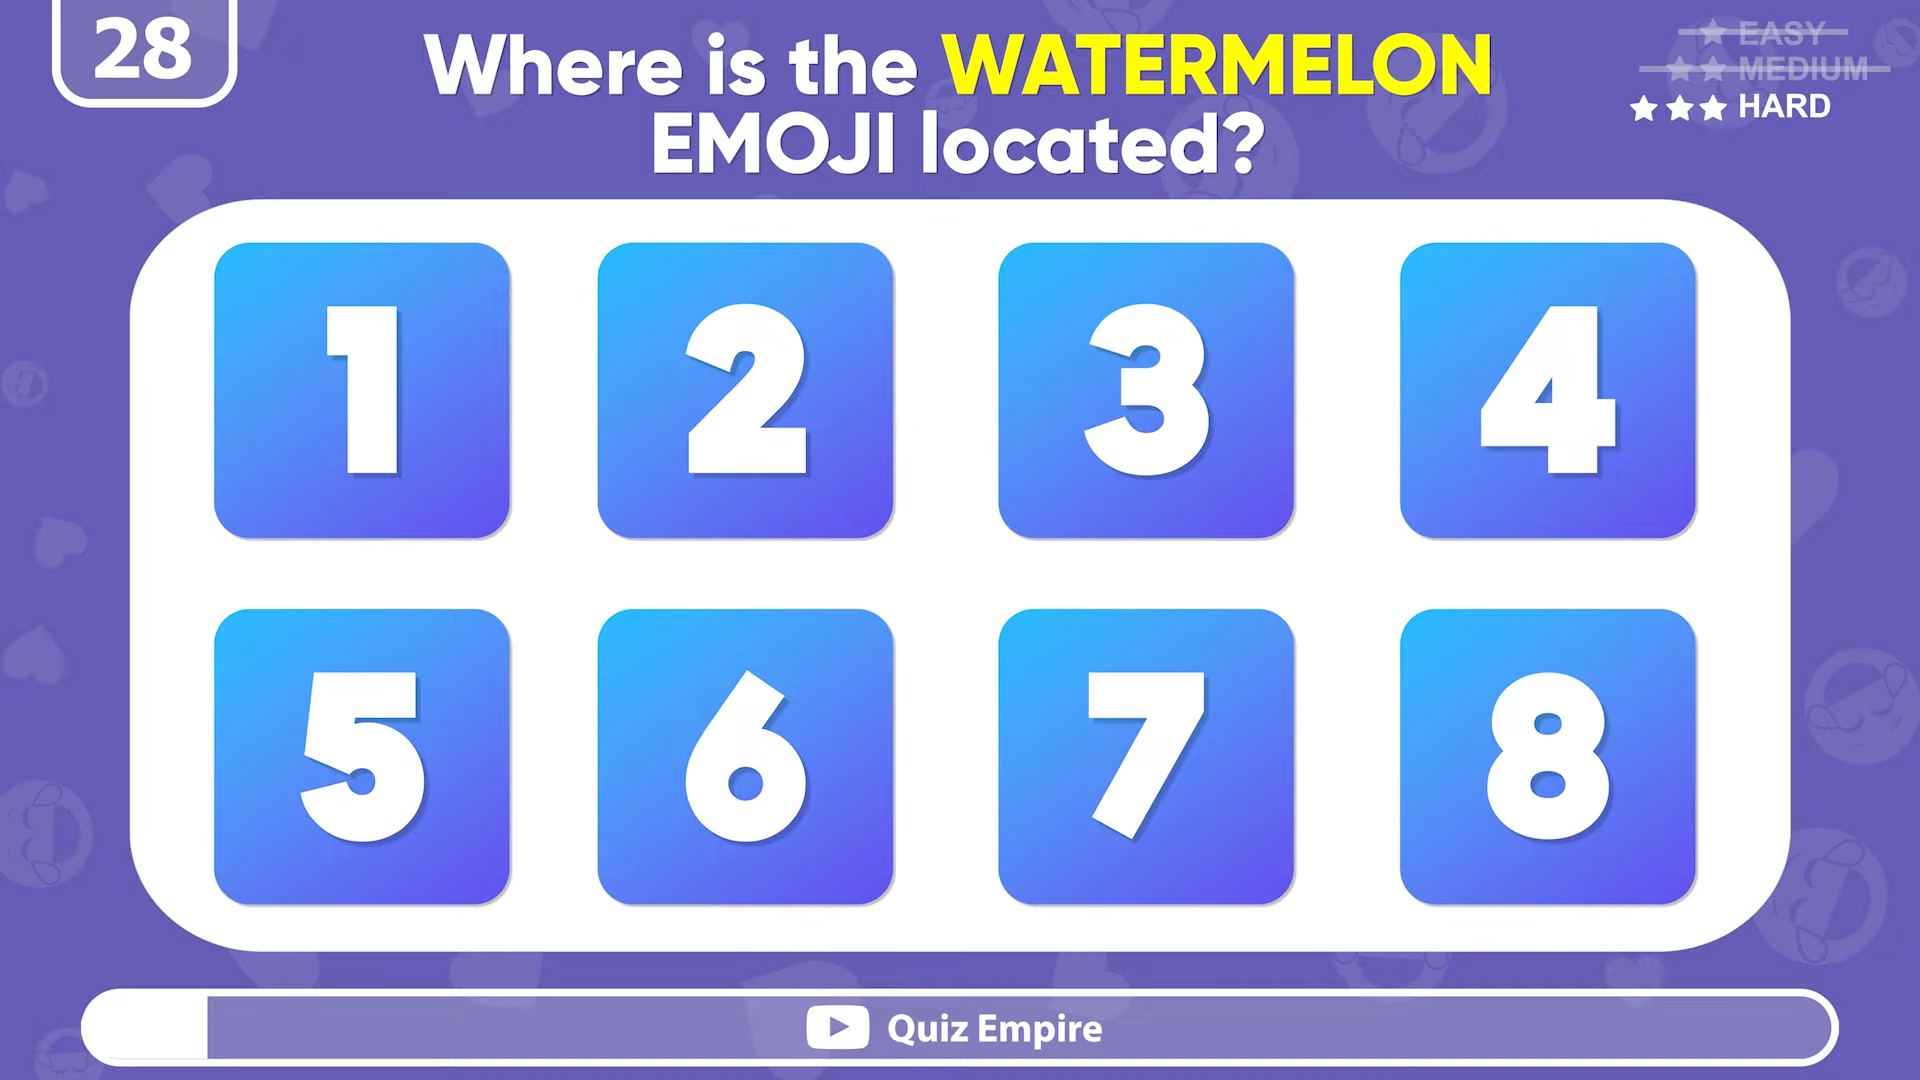 28
Where is the WATERMELON
EMOJI located?
EASY
MEDIUM
HARD
1 2 3 4
5 6 7 8
Quiz Empire